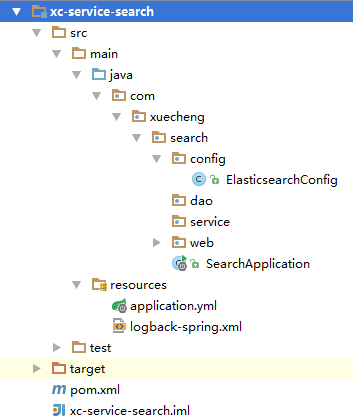 xc-service-search
src
main
java
com
xuecheng
search
config
ElasticsearchConfig
dao
service
web
SearchApplication
resources
application.yml
logback-spring.xml
test
target
pom.xml
xc-service-search.iml